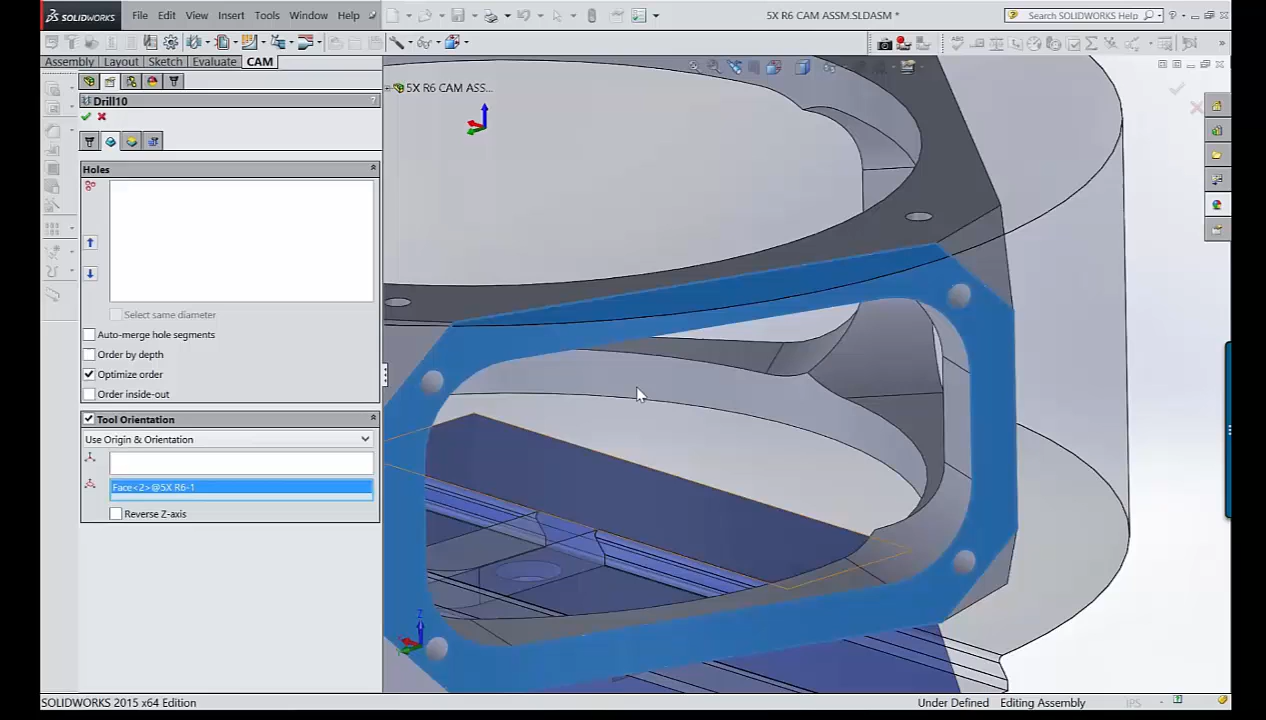 SOLIDWORKS File Edit View Insert Tools Window Help 5X R6 CAM ASSM.SLDASM * Search SOLIDWORKS Help
Assembly Layout Sketch Evaluate CAM
5X R6 CAM ASS...
Drill10 ?
Holes
Select same diameter
Auto-merge hole segments
Order by depth
Optimize order
Order inside-out
Tool Orientation
Use Origin & Orientation
Face<2>@5X R6-1
Reverse Z-axis
Z
SOLIDWORKS 2015 x64 Edition Under Defined Editing Assembly IPS